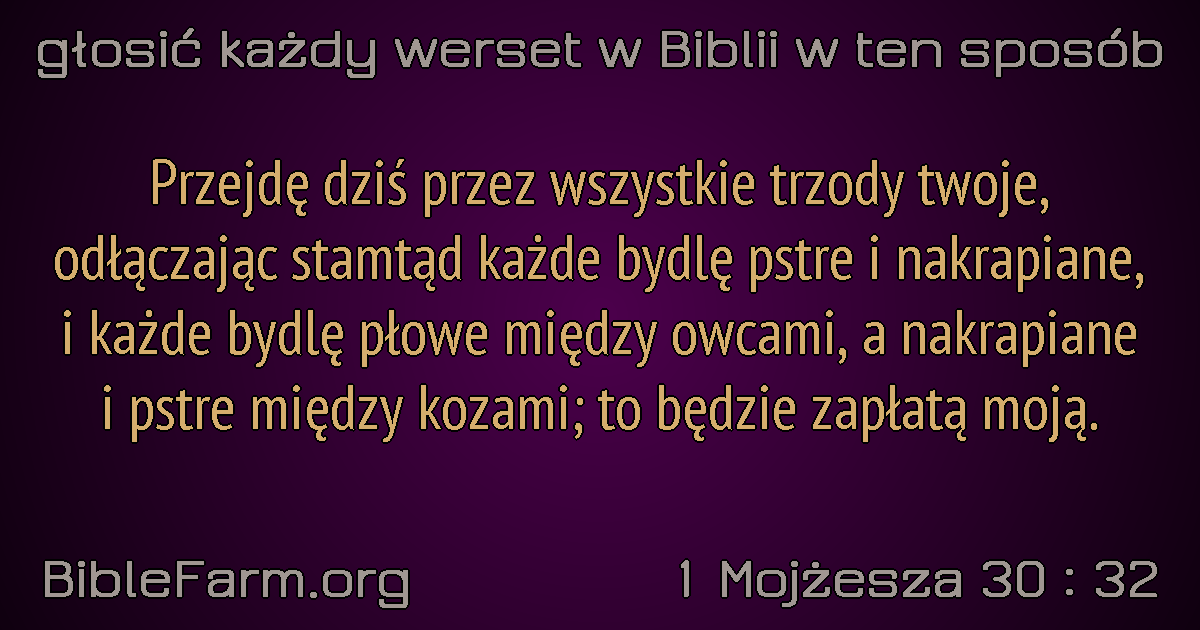 głosić każdy werset w Biblii w ten sposób
Przejdę dziś przez wszystkie trzody twoje,
odłączając stamtąd każde bydlę pstre i nakrapiane,
i każde bydlę płowe między owcami, a nakrapiane
i pstre między kozami; to będzie zapłatą moją.
BibleFarm.org
1 Mojżesza 30 : 32